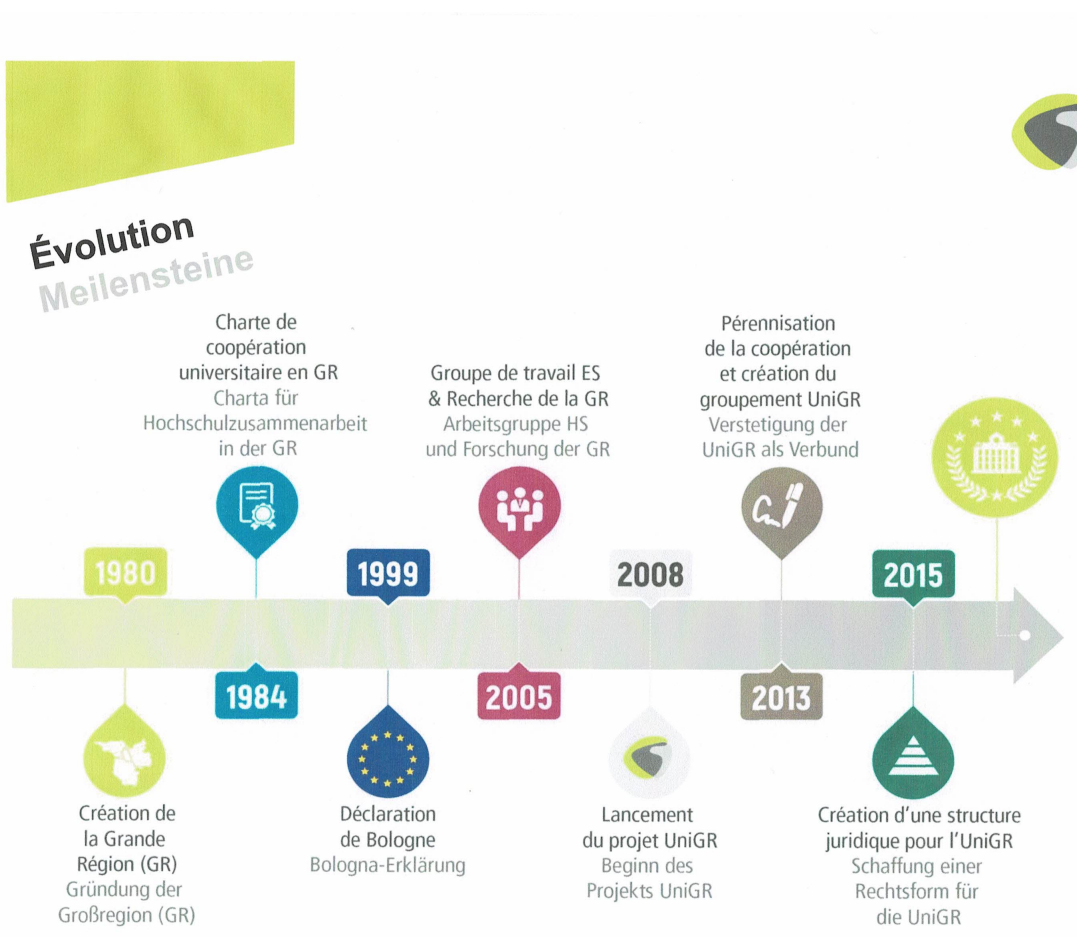 Évolution
Meilensteine
Charte de
coopération
universitaire en GR
Charta für
Hochschulzusammenarbeit
in der GR
Groupe de travail ES
& Recherche de la GR
Arbeitsgruppe HS
und Forschung der GR
Pérennisation
de la coopération
et création du
groupement UniGR
Verstetigung der
UniGR als Verbund
1980
1999
2008
2015
1984
2005
2013
Création de
la Grande
Région (GR)
Gründung der
Großregion (GR)
Déclaration
de Bologne
Bologna-Erklärung
Lancement
du projet UniGR
Beginn des
Projekts UniGR
Création d'une structure
juridique pour l'UniGR
Schaffung einer
Rechtsform für
die UniGR